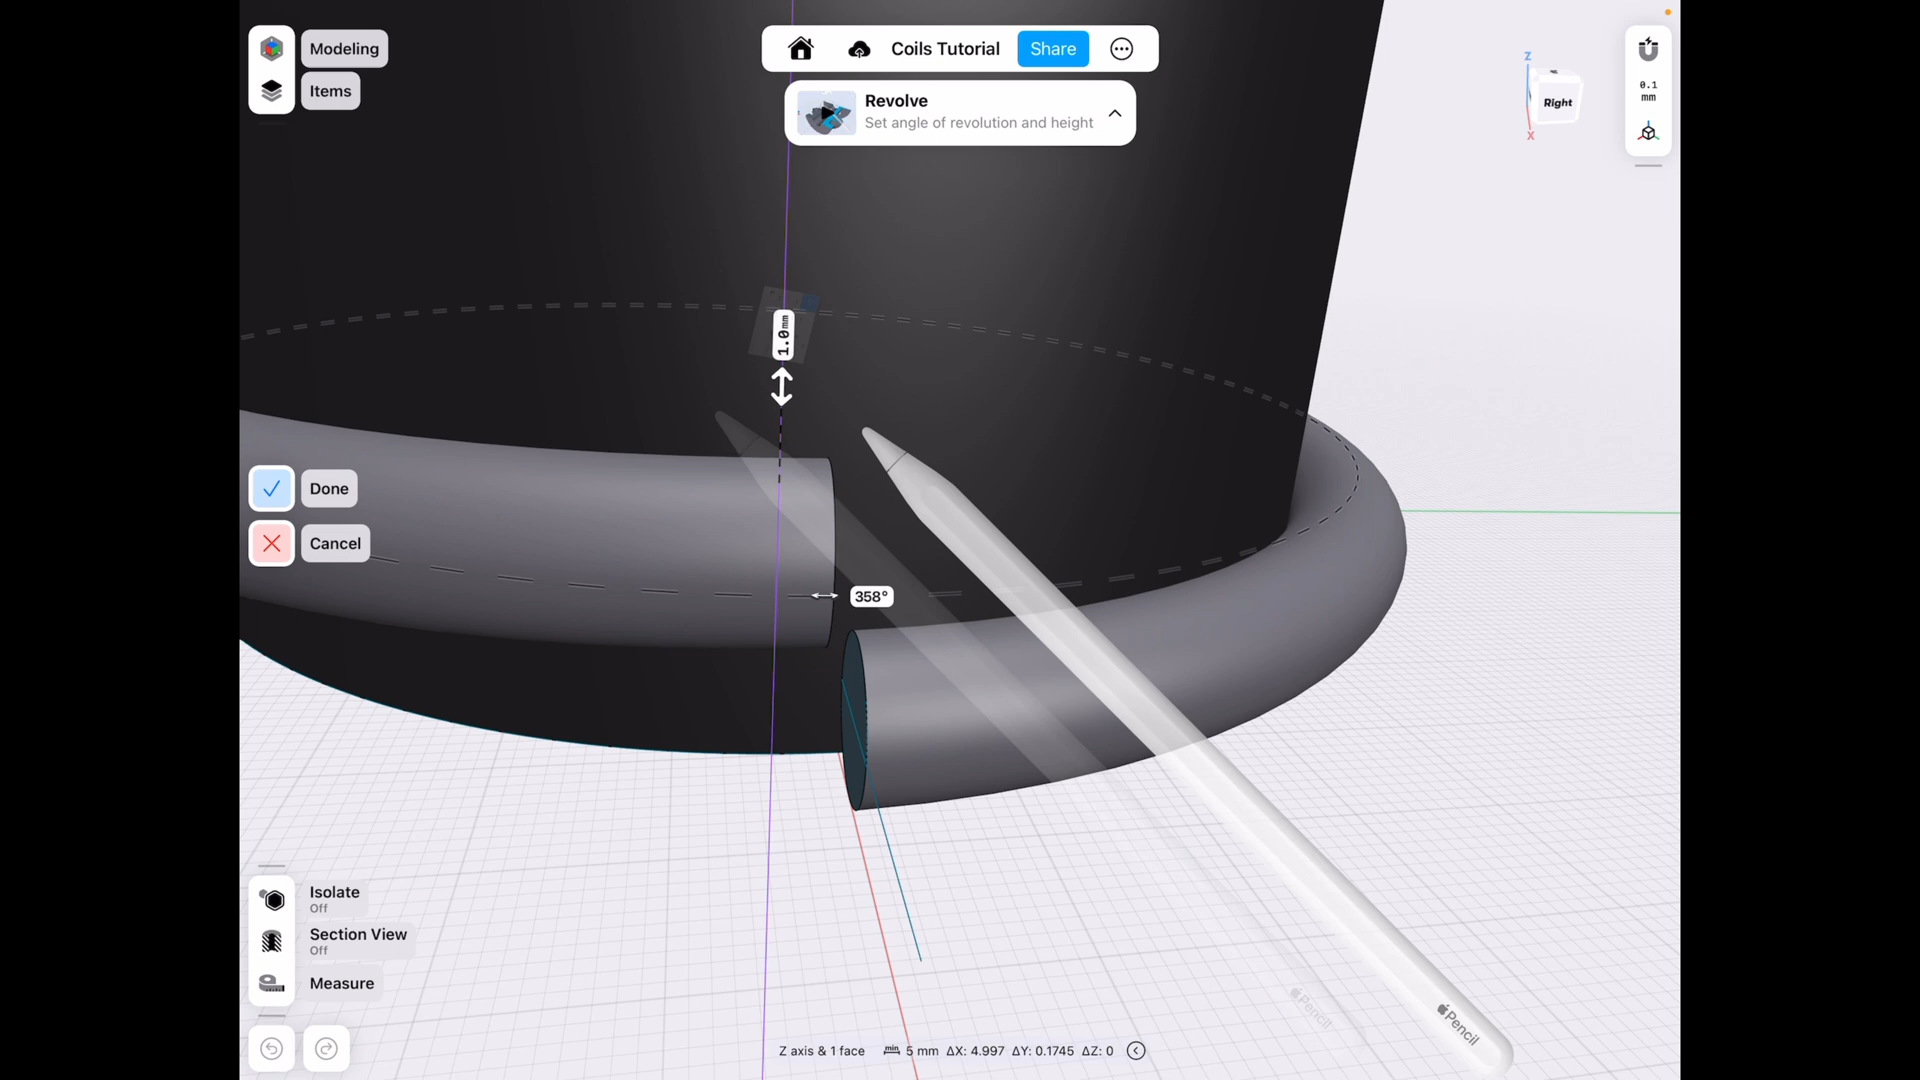 Modeling
Items
Coils Tutorial
Share
Revolve
Set angle of revolution and height
Z
Right
X
0.1
mm
1.0mm
Done
Cancel
358°
Isolate
Off
Section View
Off
Measure
Pencil
Pencil
Z axis & 1 face
min
5 mm ΔX: 4.997 ΔY: 0.1745 ΔZ: 0